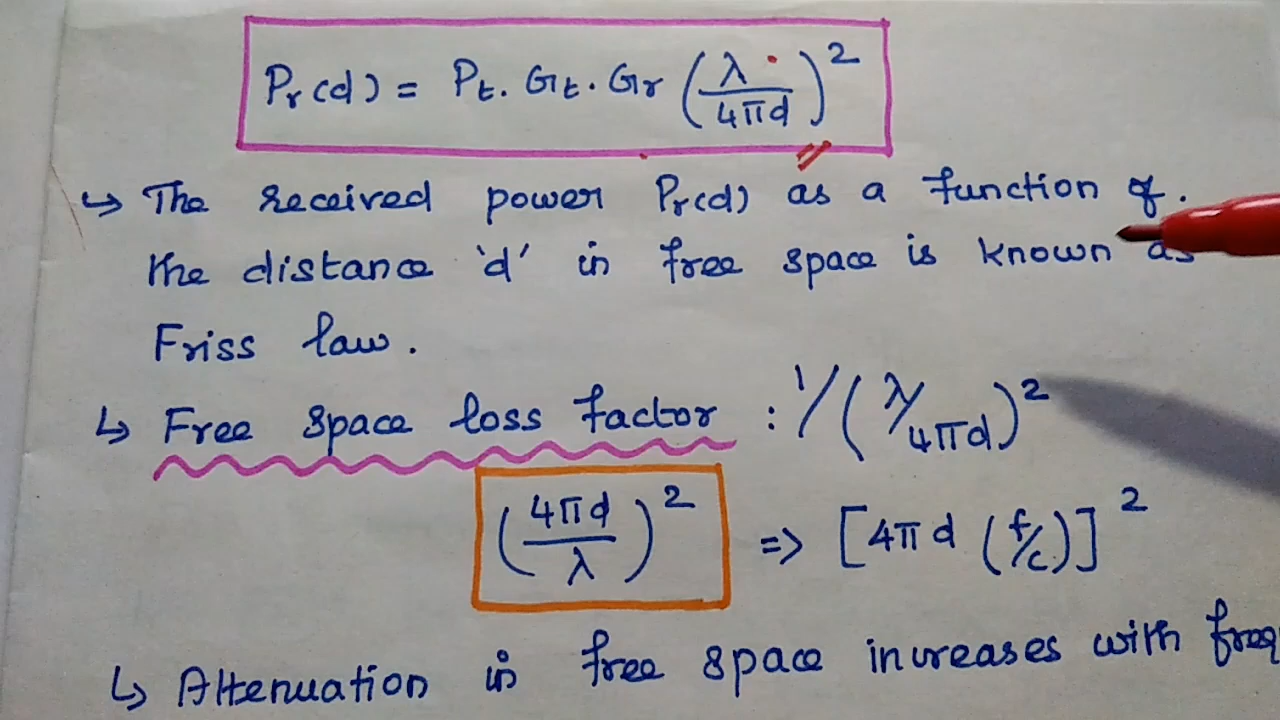 Pr(d) = Pt. Gt. Gr (λ/4πd)²
↳ The received power Pr(d) as a function of.
the distance 'd' in free space is known as
Friss law.
↳ Free space loss factor : 1/(λ/4πd)²
(4πd/λ)² => [4πd (f/c)]²
↳ Attenuation in free space increases with freq